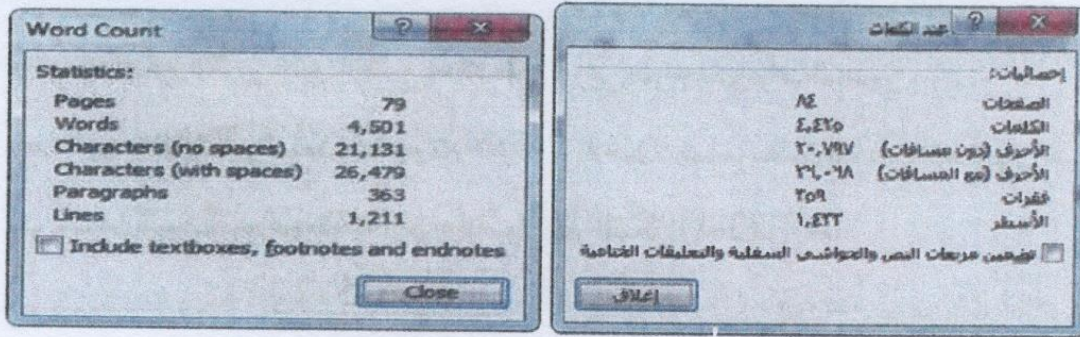 Word Count
Statistics:
Pages 79
Words 4,501
Characters (no spaces) 21,131
Characters (with spaces) 26,479
Paragraphs 363
Lines 1,211
Include textboxes, footnotes and endnotes
Close
عدد الكلمات
إحصائيات:
الصفحات ٨٤
الكلمات ٤,٤٢٥
الأحرف (دون مسافات) ٢٠,٧٩٧
الأحرف (مع المسافات) ٢٦,٠٦٨
فقرات ٣٥٩
الأسطر ١,٤٣٣
تضمين مربعات النص والحواشي السفلية والتعليقات الختامية
إغلاق